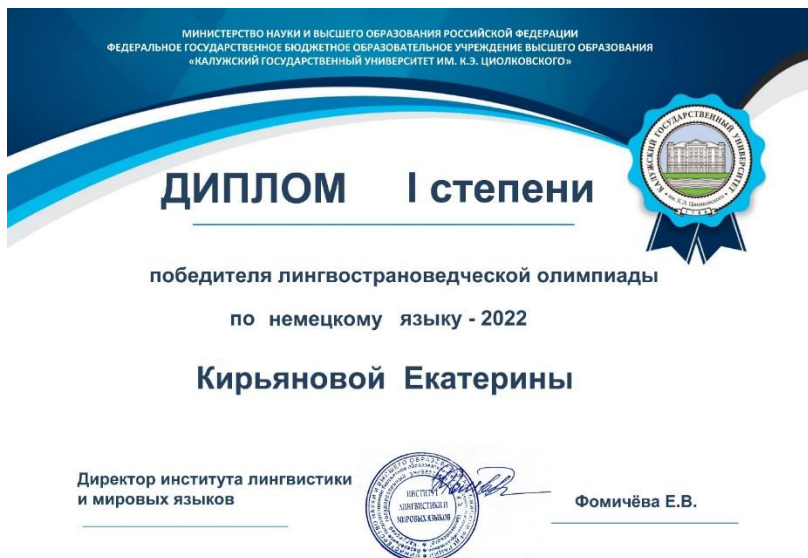 МИНИСТЕРСТВО НАУКИ И ВЫСШЕГО ОБРАЗОВАНИЯ РОССИЙСКОЙ ФЕДЕРАЦИИ
ФЕДЕРАЛЬНОЕ ГОСУДАРСТВЕННОЕ БЮДЖЕТНОЕ ОБРАЗОВАТЕЛЬНОЕ УЧРЕЖДЕНИЕ ВЫСШЕГО ОБРАЗОВАНИЯ
«КАЛУЖСКИЙ ГОСУДАРСТВЕННЫЙ УНИВЕРСИТЕТ ИМ. К.Э. ЦИОЛКОВСКОГО»
КАЛУЖСКИЙ ГОСУДАРСТВЕННЫЙ УНИВЕРСИТЕТ
им. К.Э. Циолковского
ДИПЛОМ I степени
победителя лингвострановедческой олимпиады
по немецкому языку - 2022
Кирьяновой Екатерины
Директор института лингвистики
и мировых языков
ИНСТИТУТ
ЛИНГВИСТИКИ И
МИРОВЫХ ЯЗЫКОВ
Фомичёва Е.В.